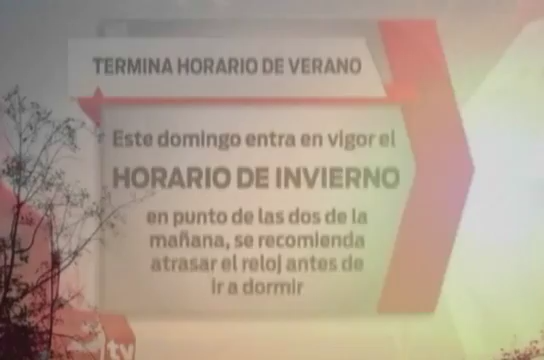 TERMINA HORARIO DE VERANO
Este domingo entra en vigor el
HORARIO DE INVIERNO
en punto de las dos de la
mañana, se recomienda
atrasar el reloj antes de
ir a dormir
tv